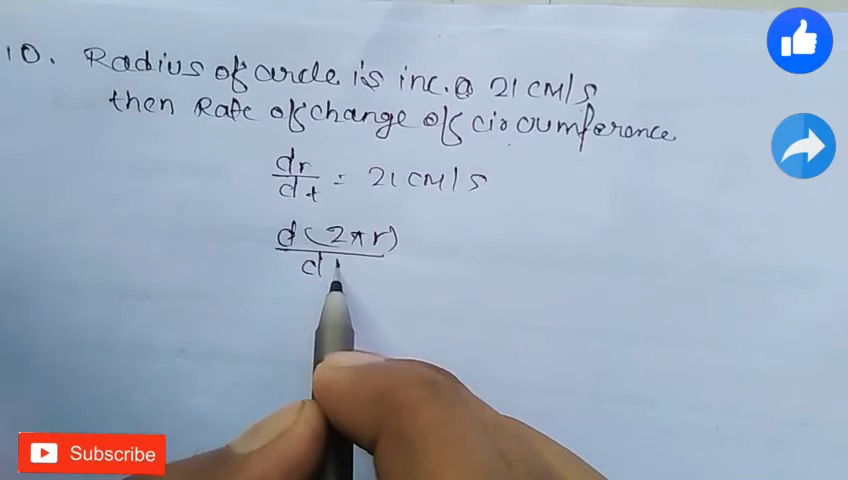 10. Radius of circle is inc. @ 21 cm/s
then Rate of change of circumference
dr/dt = 21 cm/s
d(2πr)
d
Subscribe